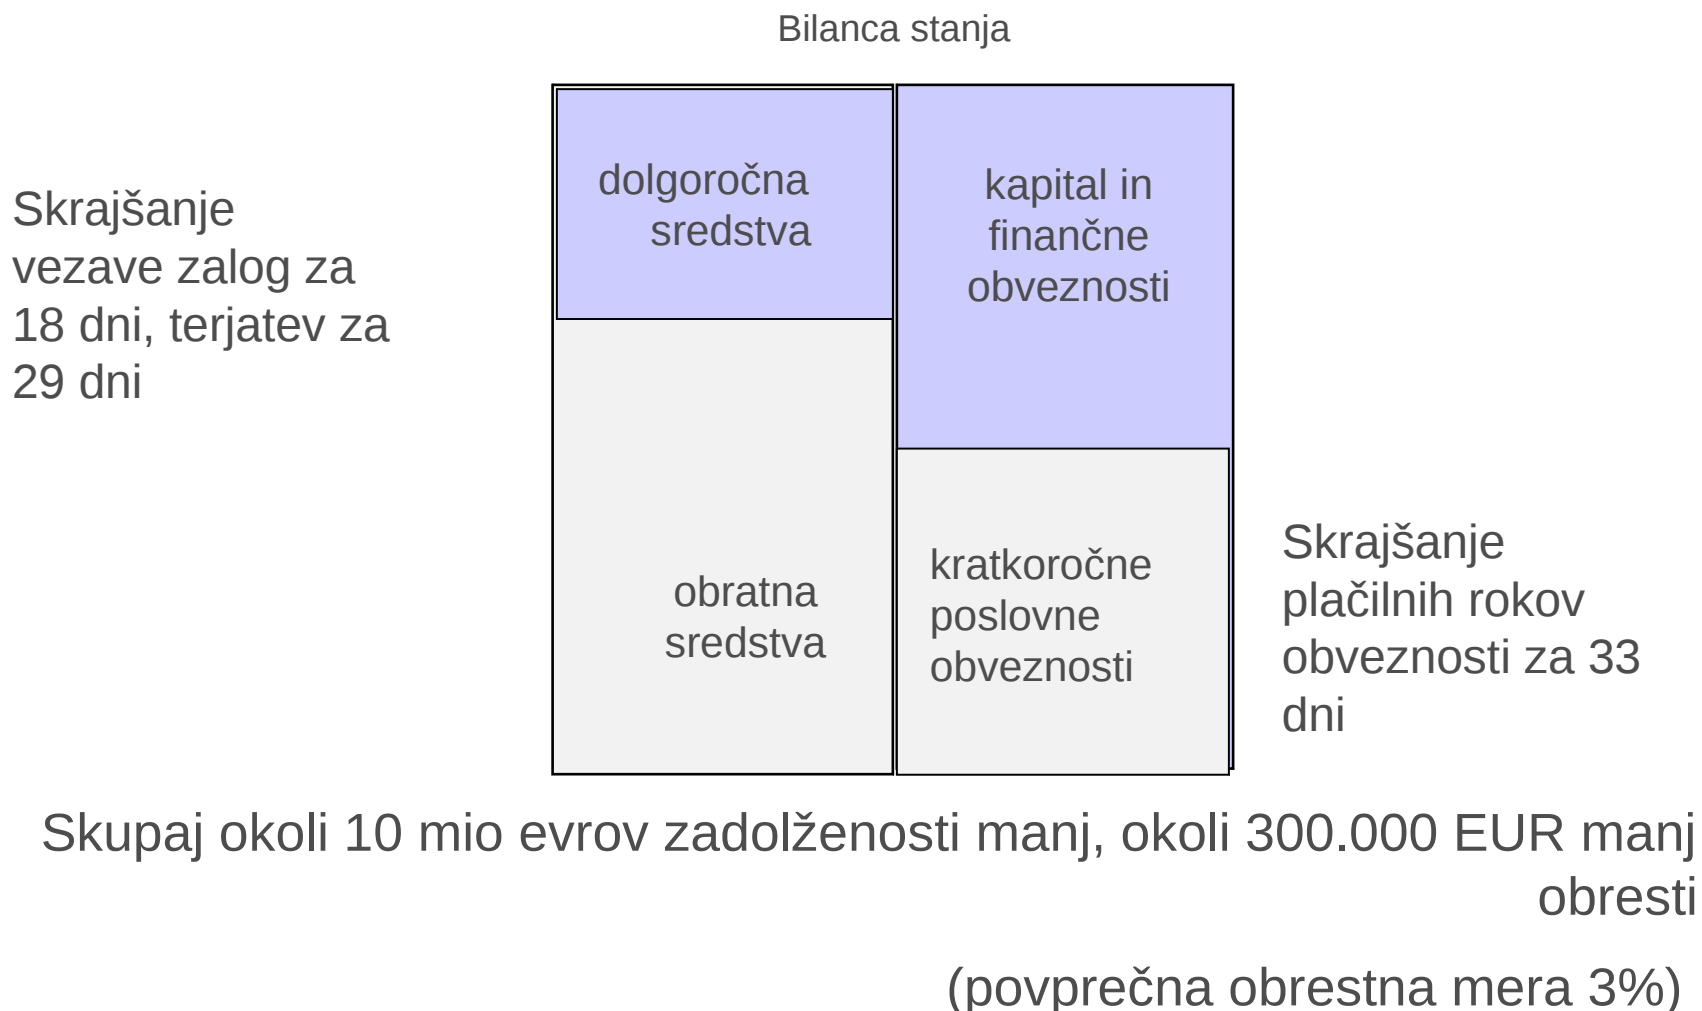 Bilanca stanja
Skrajšanje
vezave zalog za
18 dni, terjatev za
29 dni
dolgoročna
sredstva
kapital in
finančne
obveznosti
obratna
sredstva
kratkoročne
poslovne
obveznosti
Skrajšanje
plačilnih rokov
obveznosti za 33
dni
Skupaj okoli 10 mio evrov zadolženosti manj, okoli 300.000 EUR manj
obresti
(povprečna obrestna mera 3%)